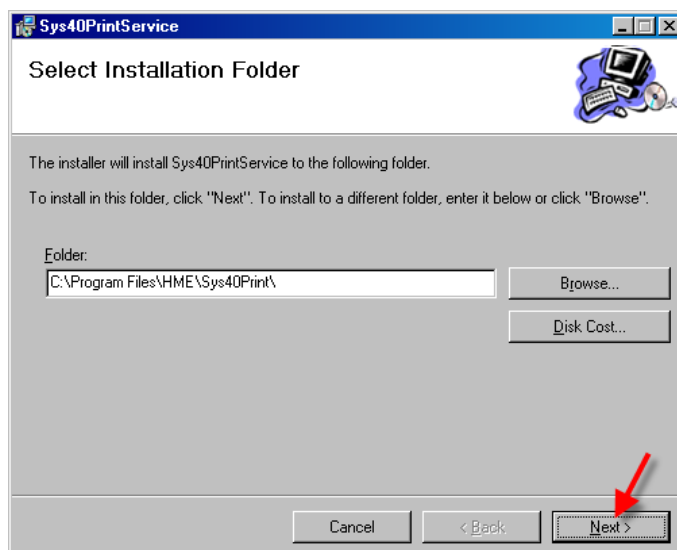 Sys40PrintService
Select Installation Folder
The installer will install Sys40PrintService to the following folder.
To install in this folder, click "Next". To install to a different folder, enter it below or click "Browse".
Folder:
C:\Program Files\HME\Sys40Print\
Browse...
Disk Cost...
Cancel
< Back
Next >